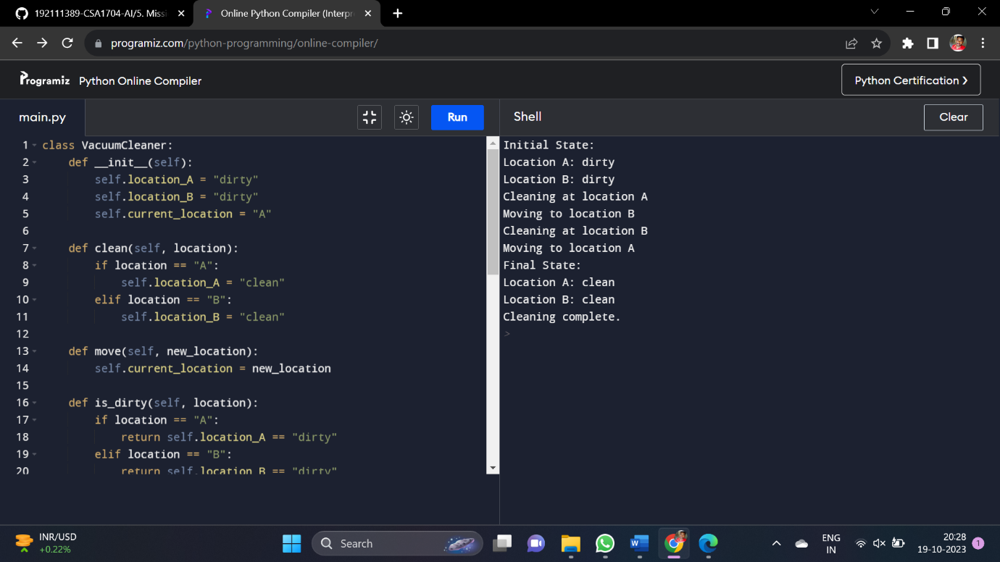 192111389-CSA1704-AI/5. Missi
Online Python Compiler (Interpre
programiz.com/python-programming/online-compiler/
Programiz Python Online Compiler
Python Certification >
main.py
Run
Shell
Clear
1 class VacuumCleaner:
2     def __init__(self):
3         self.location_A = "dirty"
4         self.location_B = "dirty"
5         self.current_location = "A"
6
7     def clean(self, location):
8         if location == "A":
9             self.location_A = "clean"
10         elif location == "B":
11             self.location_B = "clean"
12
13     def move(self, new_location):
14         self.current_location = new_location
15
16     def is_dirty(self, location):
17         if location == "A":
18             return self.location_A == "dirty"
19         elif location == "B":
20             return self.location_B == "dirty"
Initial State:
Location A: dirty
Location B: dirty
Cleaning at location A
Moving to location B
Cleaning at location B
Moving to location A
Final State:
Location A: clean
Location B: clean
Cleaning complete.
>
INR/USD
+0.22%
Search
ENG
IN
20:28
19-10-2023
1